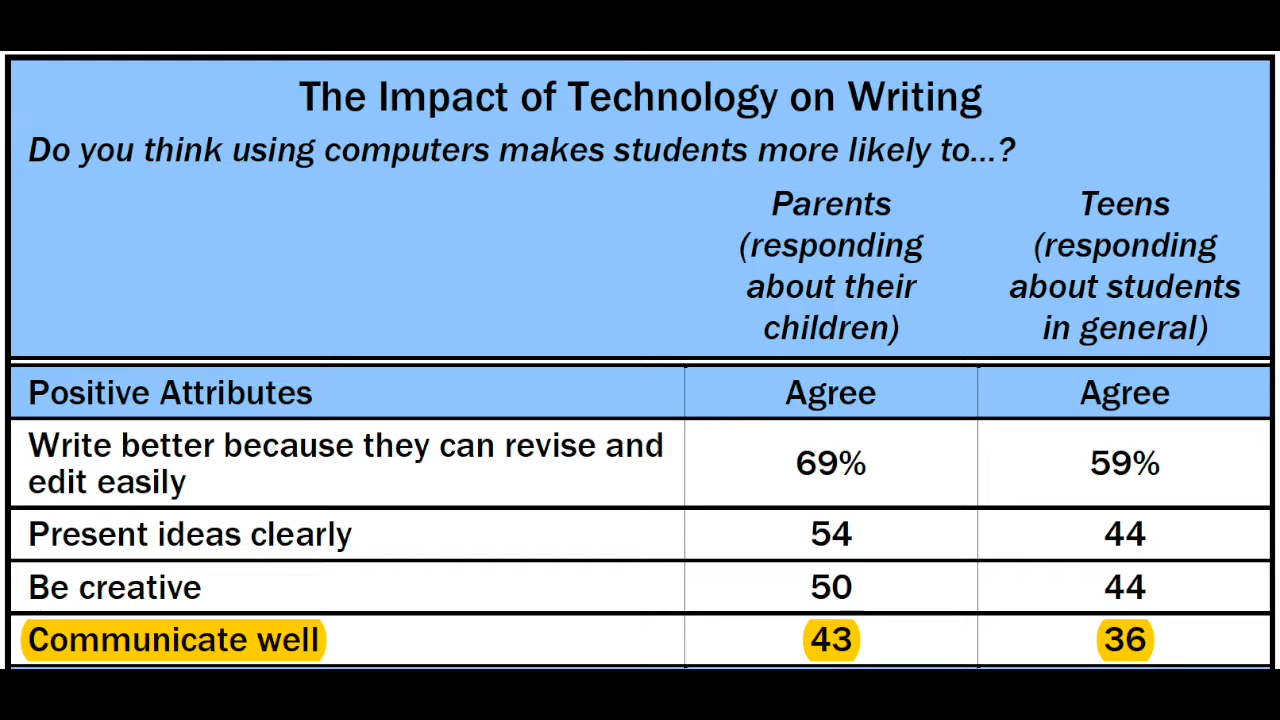 The Impact of Technology on Writing
Do you think using computers makes students more likely to...?
Parents
(responding
about their
children)
Teens
(responding
about students
in general)
Positive Attributes Agree Agree
Write better because they can revise and
edit easily
69% 59%
Present ideas clearly 54 44
Be creative 50 44
Communicate well 43 36